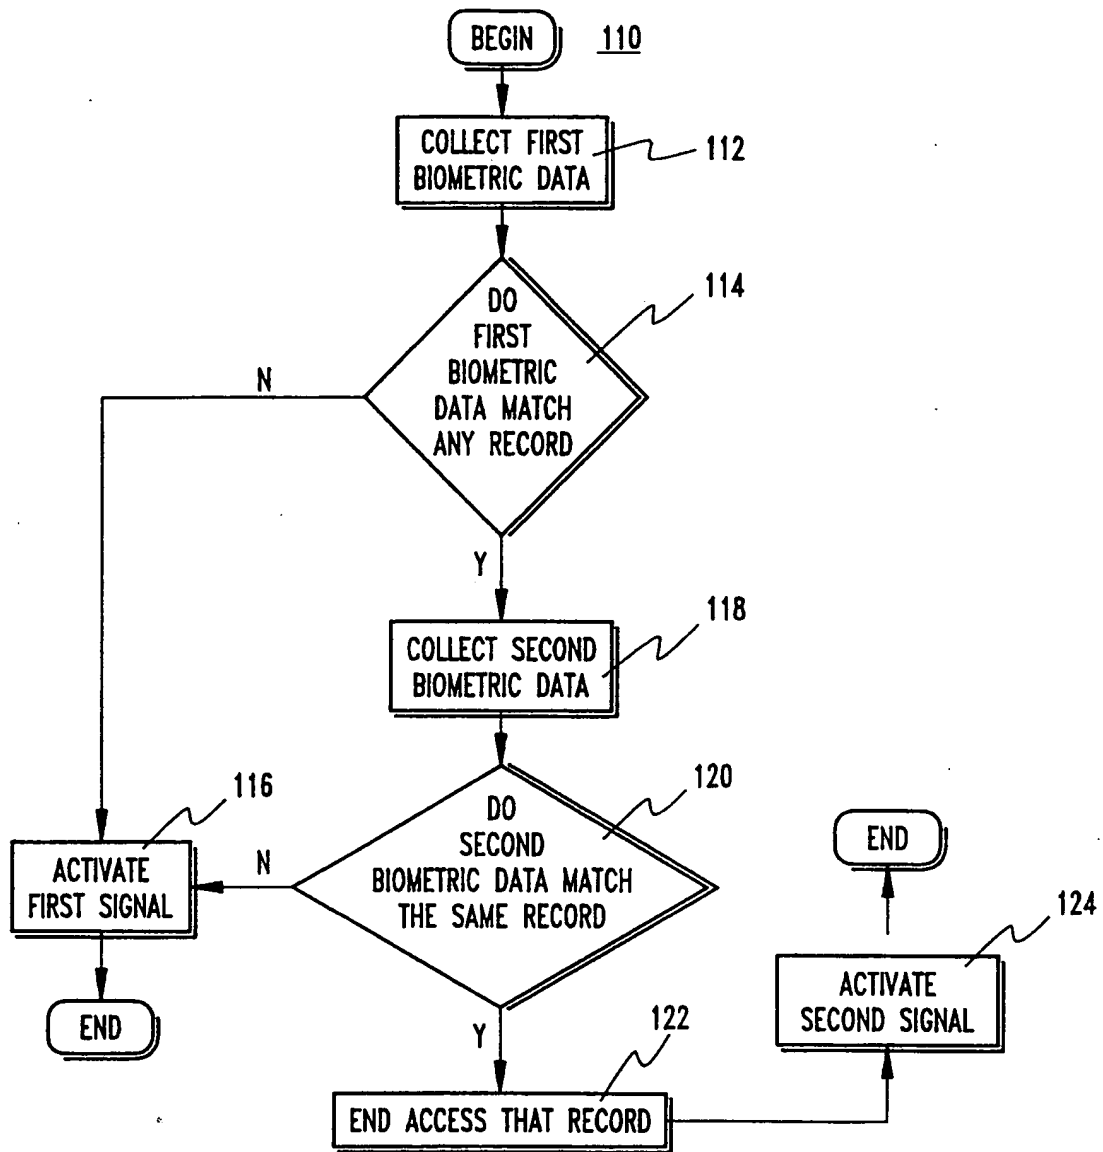 BEGIN
110
COLLECT FIRST
BIOMETRIC DATA
112
DO
FIRST
BIOMETRIC
DATA MATCH
ANY RECORD
114
N
Y
COLLECT SECOND
BIOMETRIC DATA
118
DO
SECOND
BIOMETRIC DATA MATCH
THE SAME RECORD
120
N
ACTIVATE
FIRST SIGNAL
116
END
Y
END ACCESS THAT RECORD
122
ACTIVATE
SECOND SIGNAL
124
END